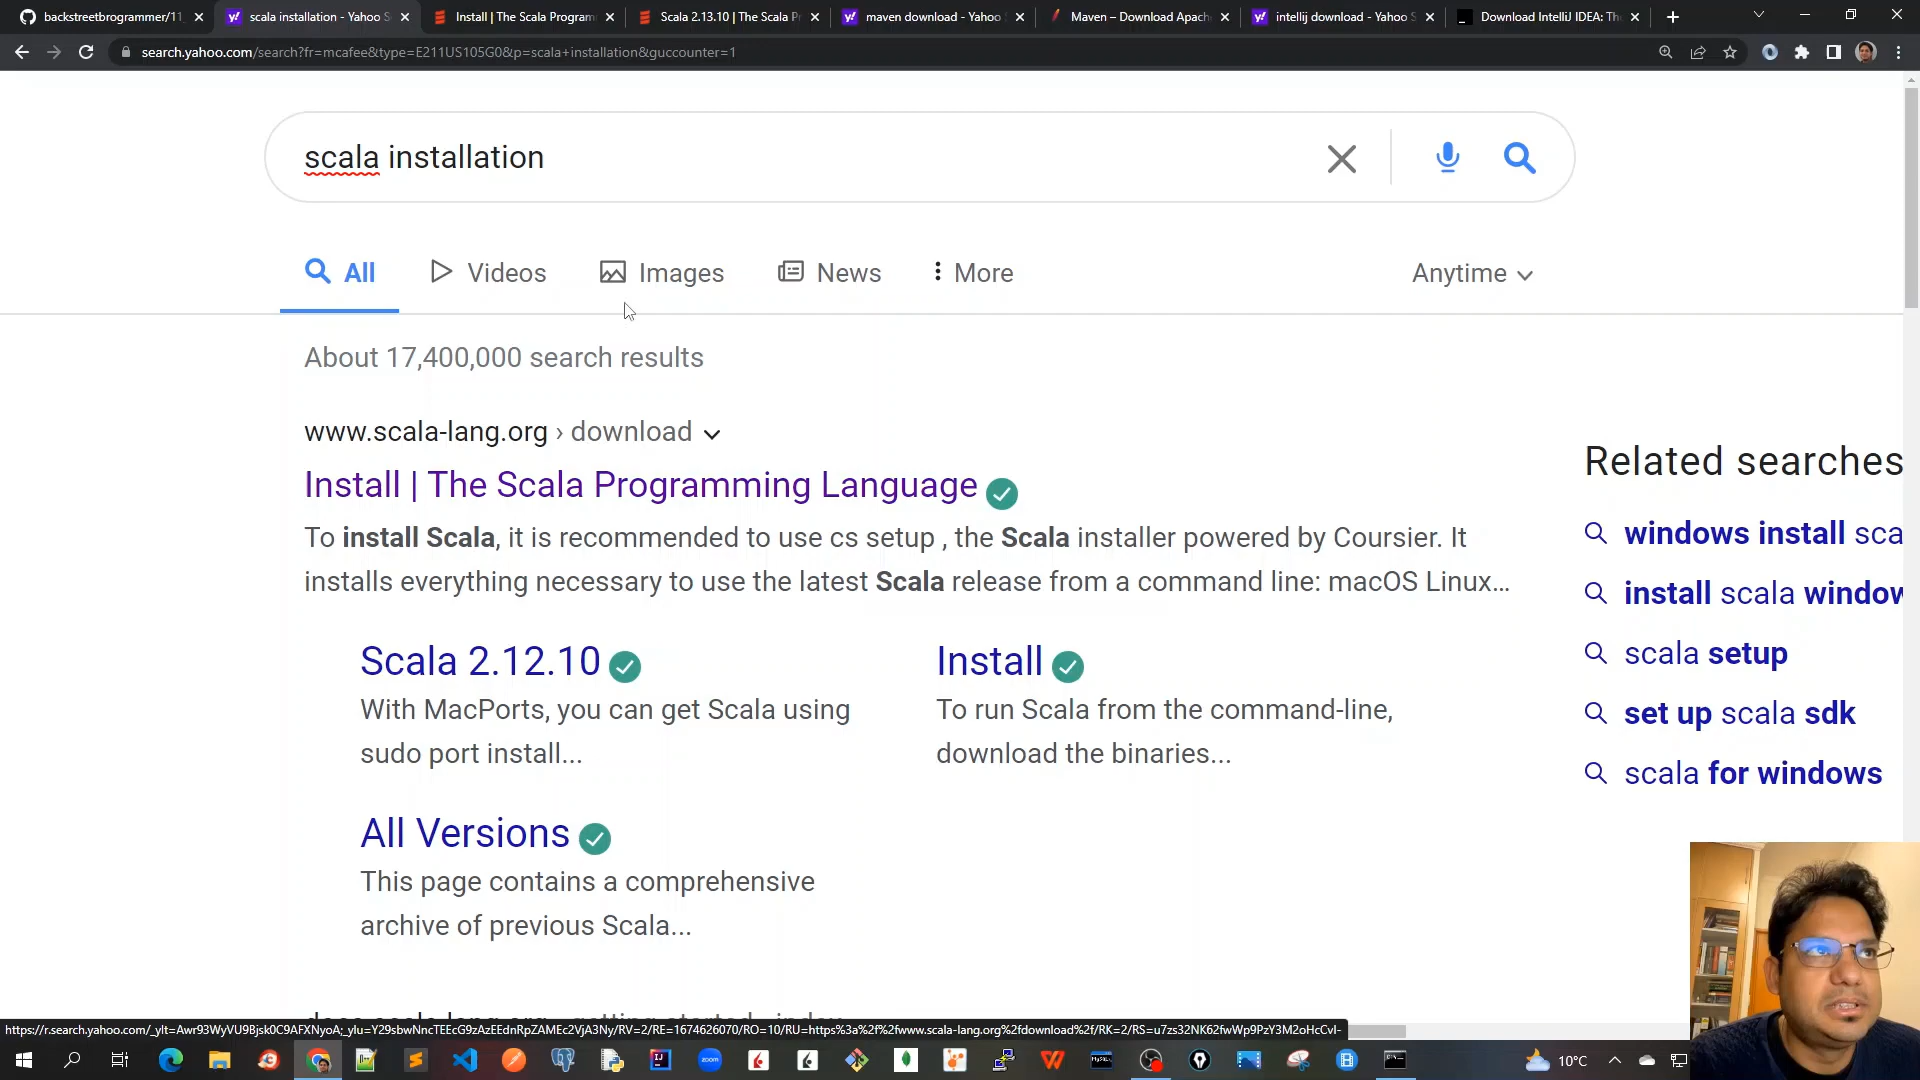 backstreetbrogrammer/11
scala installation - Yahoo S
Install | The Scala Program
Scala 2.13.10 | The Scala P
maven download - Yahoo
Maven – Download Apach
intellij download - Yahoo S
Download IntelliJ IDEA: Th
search.yahoo.com/search?fr=mcafee&type=E211US105G0&p=scala+installation&guccounter=1
scala installation
All
Videos
Images
News
More
Anytime
About 17,400,000 search results
www.scala-lang.org › download
Install | The Scala Programming Language
To install Scala, it is recommended to use cs setup , the Scala installer powered by Coursier. It
installs everything necessary to use the latest Scala release from a command line: macOS Linux...
Scala 2.12.10
With MacPorts, you can get Scala using
sudo port install...
Install
To run Scala from the command-line,
download the binaries...
All Versions
This page contains a comprehensive
archive of previous Scala...
Related searches
windows install sca
install scala window
scala setup
set up scala sdk
scala for windows
10°C